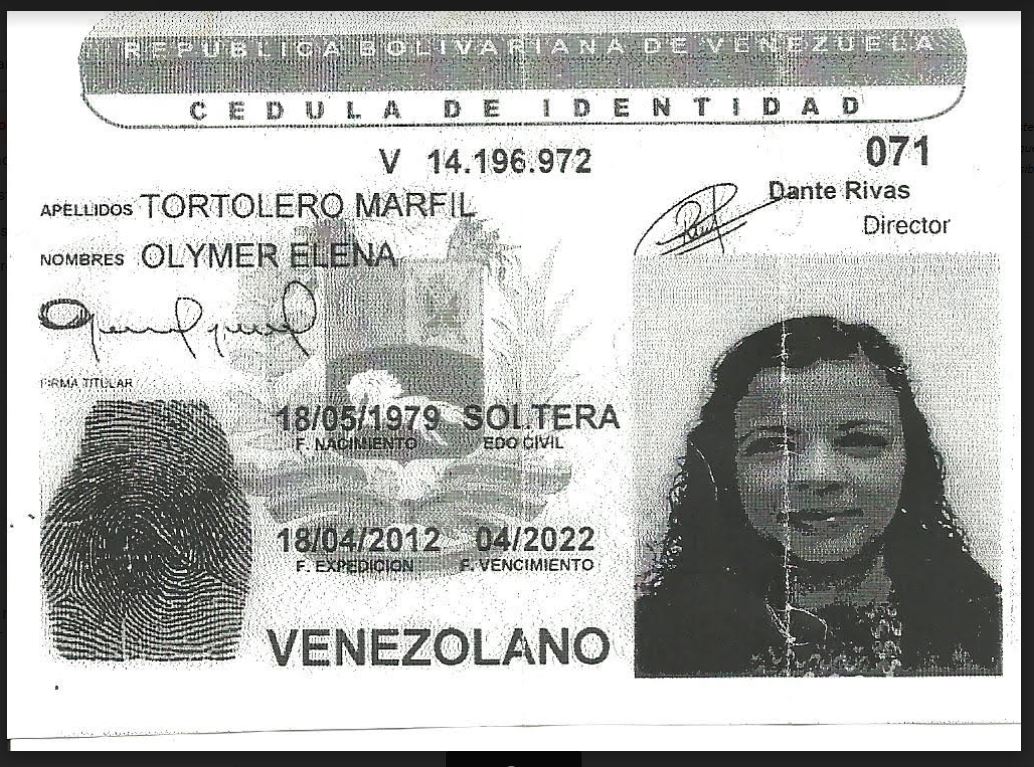 REPUBLICA BOLIVARIANA DE VENEZUELA
CEDULA DE IDENTIDAD
V 14.196.972
071
APELLIDOS TORTOLERO MARFIL
Dante Rivas
Director
NOMBRES OLYMER ELENA
FIRMA TITULAR
18/05/1979 SOLTERA
F. NACIMIENTO EDO CIVIL
18/04/2012 04/2022
F. EXPEDICION F. VENCIMIENTO
VENEZOLANO